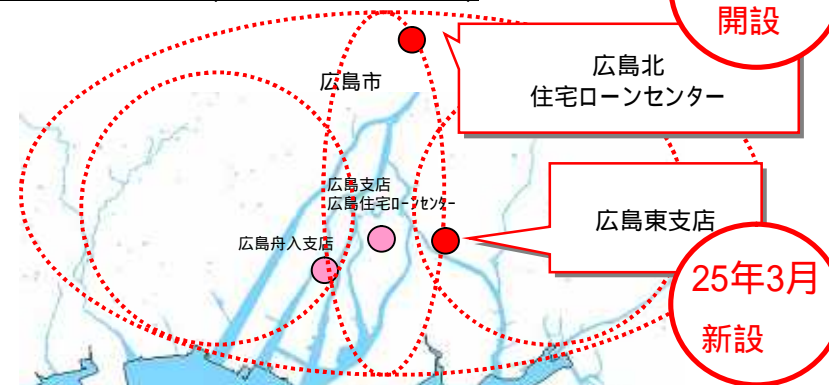 開設
広島北
住宅ローンセンター
広島市
広島支店
広島住宅ローンセンター
広島東支店
広島舟入支店
25年3月
新設